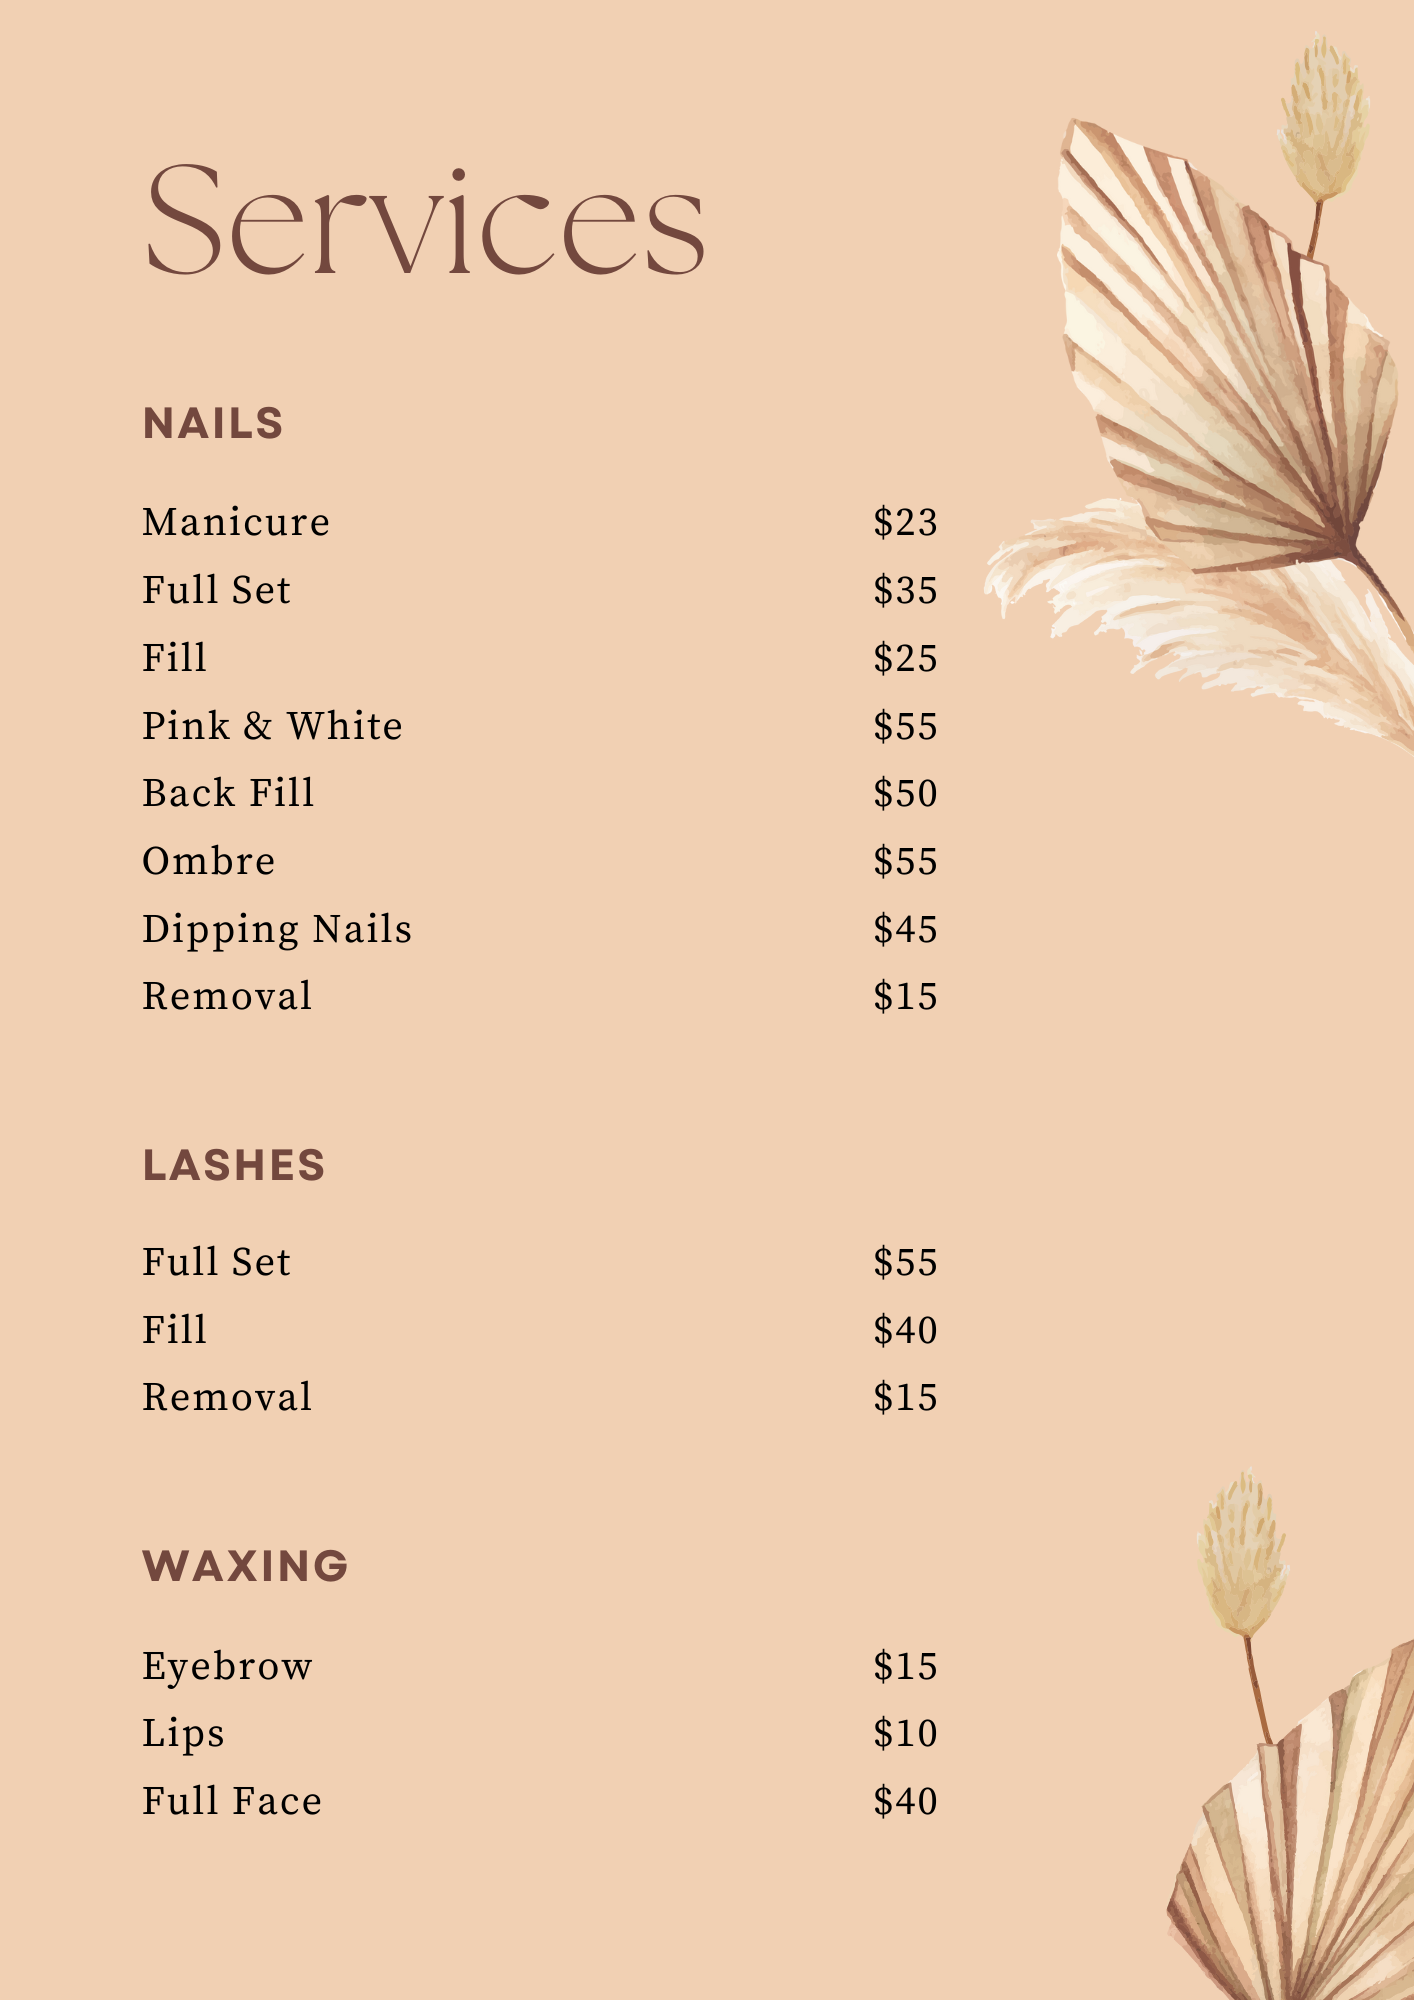 Services
NAILS
Manicure $23
Full Set $35
Fill $25
Pink & White $55
Back Fill $50
Ombre $55
Dipping Nails $45
Removal $15
LASHES
Full Set $55
Fill $40
Removal $15
WAXING
Eyebrow $15
Lips $10
Full Face $40